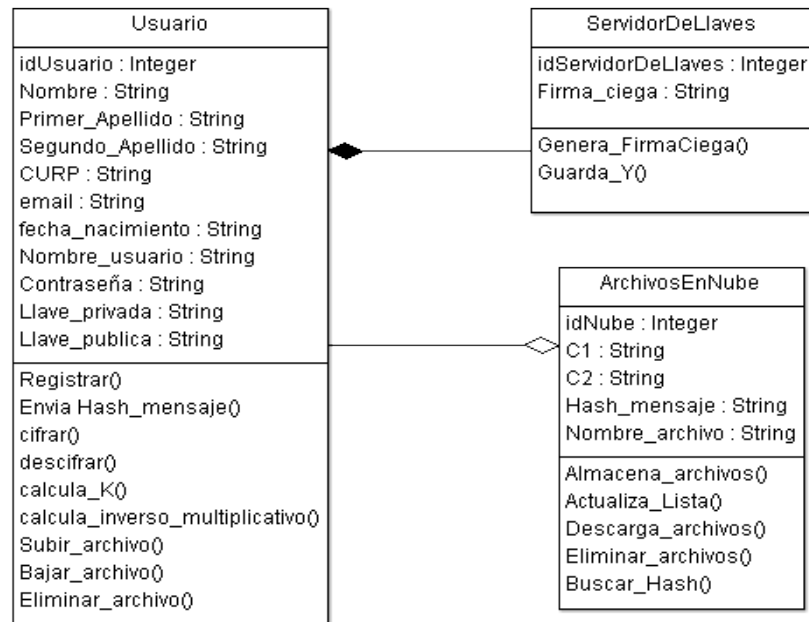 Usuario
idUsuario : Integer
Nombre : String
Primer_Apellido : String
Segundo_Apellido : String
CURP : String
email : String
fecha_nacimiento : String
Nombre_usuario : String
Contraseña : String
Llave_privada : String
Llave_publica : String
Registrar()
Envia Hash_mensaje()
cifrar()
descifrar()
calcula_K()
calcula_inverso_multiplicativo()
Subir_archivo()
Bajar_archivo()
Eliminar_archivo()
ServidorDeLlaves
idServidorDeLlaves : Integer
Firma_ciega : String
Genera_FirmaCiega()
Guarda_Y()
ArchivosEnNube
idNube : Integer
C1 : String
C2 : String
Hash_mensaje : String
Nombre_archivo : String
Almacena_archivos()
Actualiza_Lista()
Descarga_archivos()
Eliminar_archivos()
Buscar_Hash()